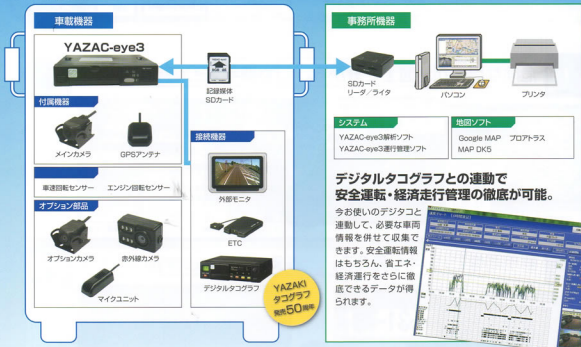 車載機器
YAZAC-eye3
記録媒体
SDカード
付属機器
メインカメラ
GPSアンテナ
車速回転センサー
エンジン回転センサー
オプション部品
オプションカメラ
赤外線カメラ
マイクユニット
接続機器
外部モニタ
ETC
デジタルタコグラフ
YAZAKI
タコグラフ
発売50周年
事務所機器
SDカード
リーダ/ライタ
パソコン
プリンタ
システム
YAZAC-eye3解析ソフト
YAZAC-eye3運行管理ソフト
地図ソフト
Google MAP プロアトラス
MAP DK5
デジタルタコグラフとの連動で
安全運転・経済走行管理の徹底が可能。
今お使いのデジタコと
連動して、必要な車両
情報を併せて収集で
きます。安全運転情報
はもちろん、省エネ・
経済運行をさらに徹
底できるデータが得
られます。